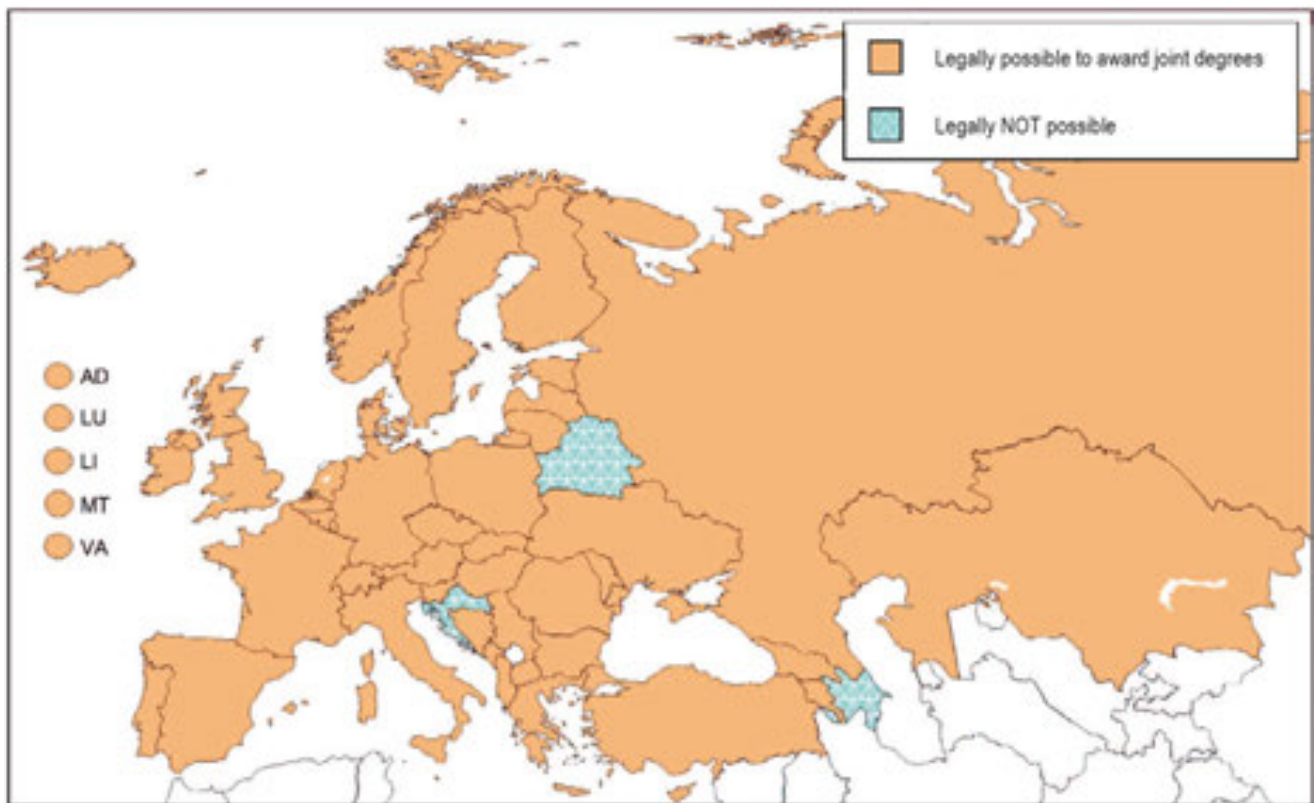 Legally possible to award joint degrees
Legally NOT possible
AD
LU
LI
MT
VA